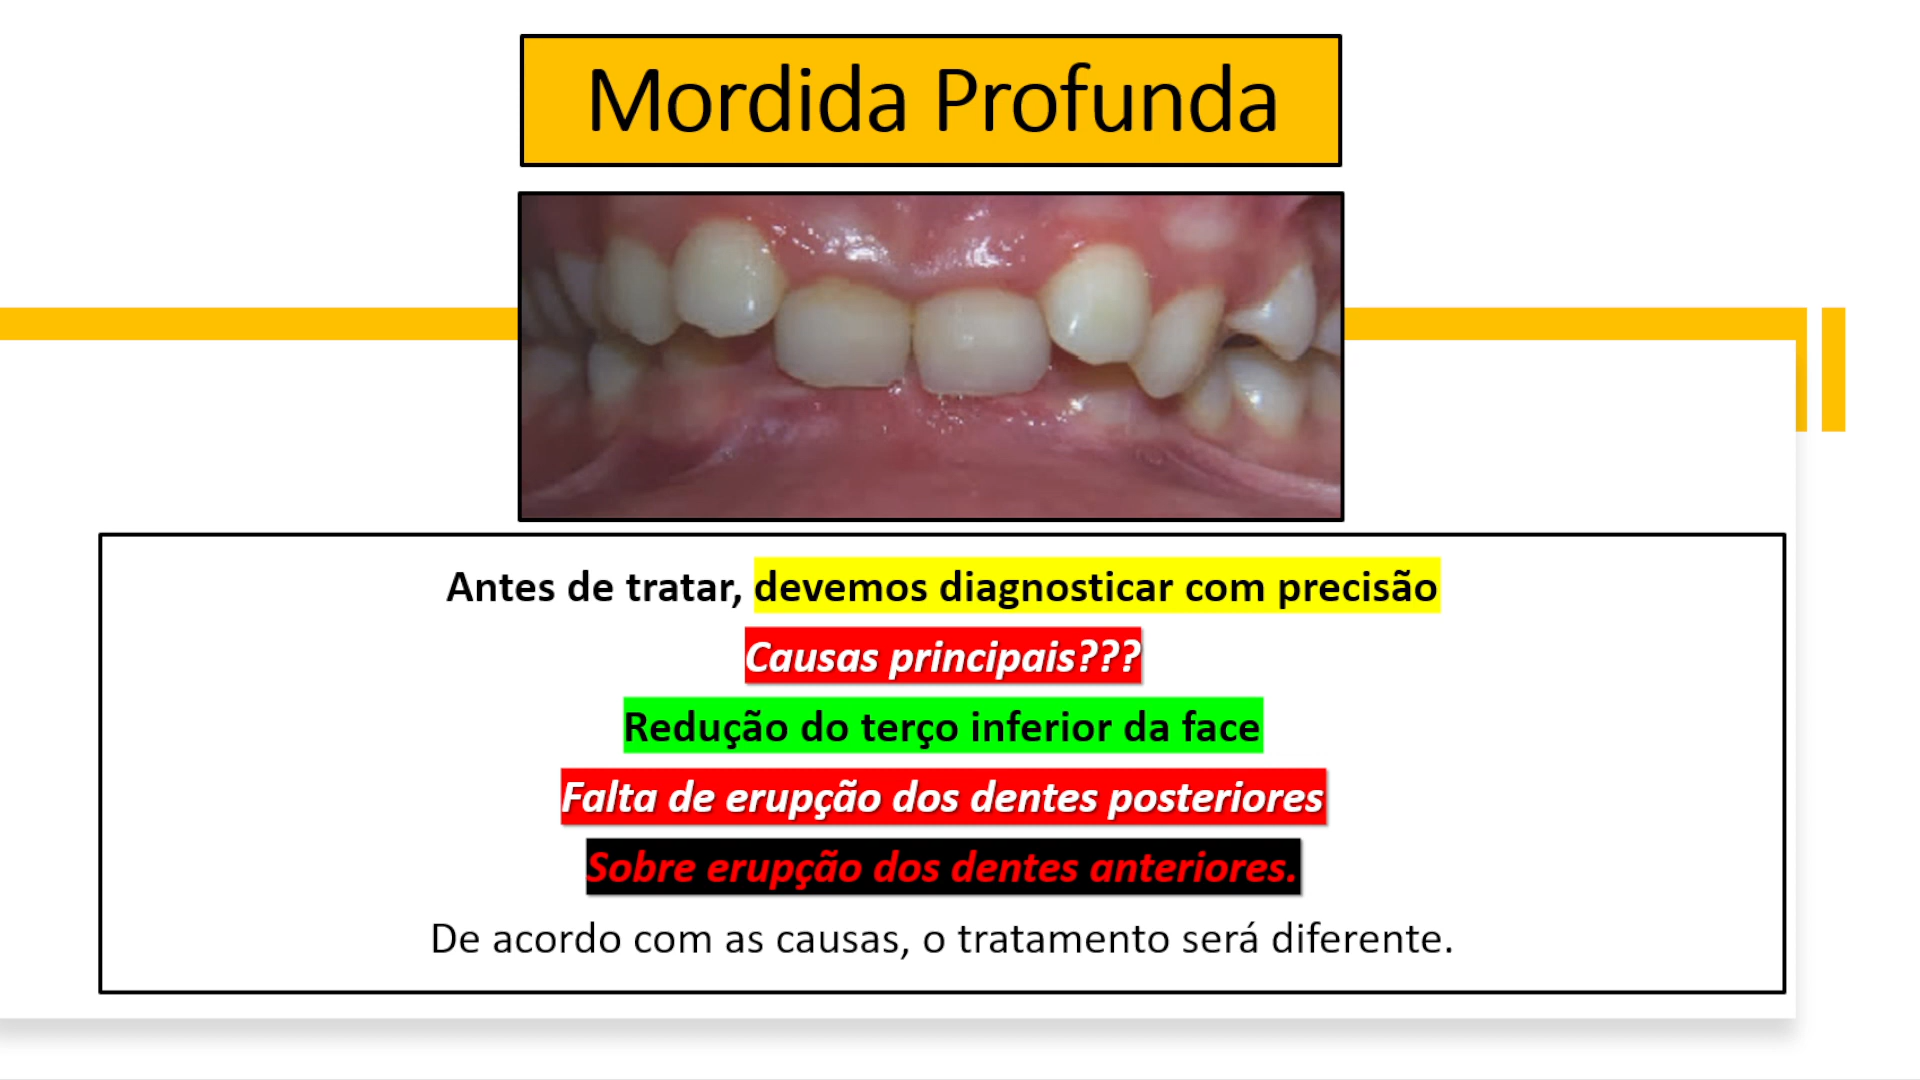 Mordida Profunda
Antes de tratar, devemos diagnosticar com precisão
Causas principais???
Redução do terço inferior da face
Falta de erupção dos dentes posteriores
Sobre erupção dos dentes anteriores.
De acordo com as causas, o tratamento será diferente.